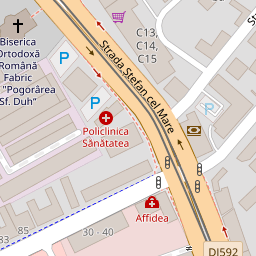 Biserica
Ortodoxă
Română
Fabric
"Pogorârea
Sf. Duh"
P
P
P
C13,
C14,
C15
Strada Ștefan cel Mare
Policlinica
Sănătatea
Affidea
30 - 40
83 - 85
DJ592